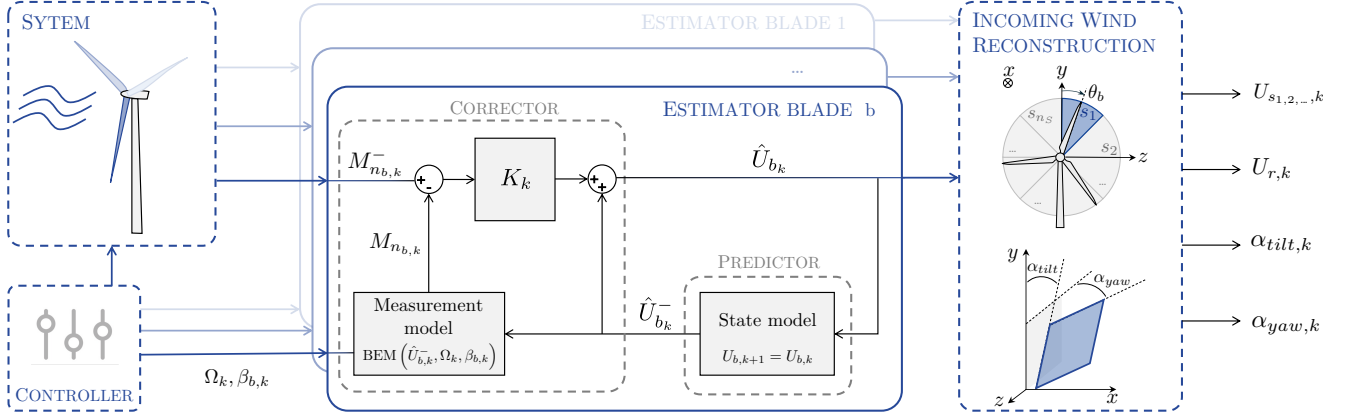 SYTEM
CONTROLLER
Ω_k, β_{b,k}
ESTIMATOR BLADE 1
...
ESTIMATOR BLADE b
CORRECTOR
M^-_{n_{b,k}}
+
-
K_k
+
+
Û_{b_k}
M_{n_{b,k}}
Measurement
model
BEM (Û^-_{b,k}, Ω_k, β_{b,k})
Û^-_{b_k}
PREDICTOR
State model
U_{b,k+1} = U_{b,k}
INCOMING WIND
RECONSTRUCTION
x
⊗
y
θ_b
s_{n_S}
s_1
s_2
z
...
...
...
y
α_{tilt}
α_{yaw}
z
x
U_{s_{1,2,...},k}
U_{r,k}
α_{tilt,k}
α_{yaw,k}